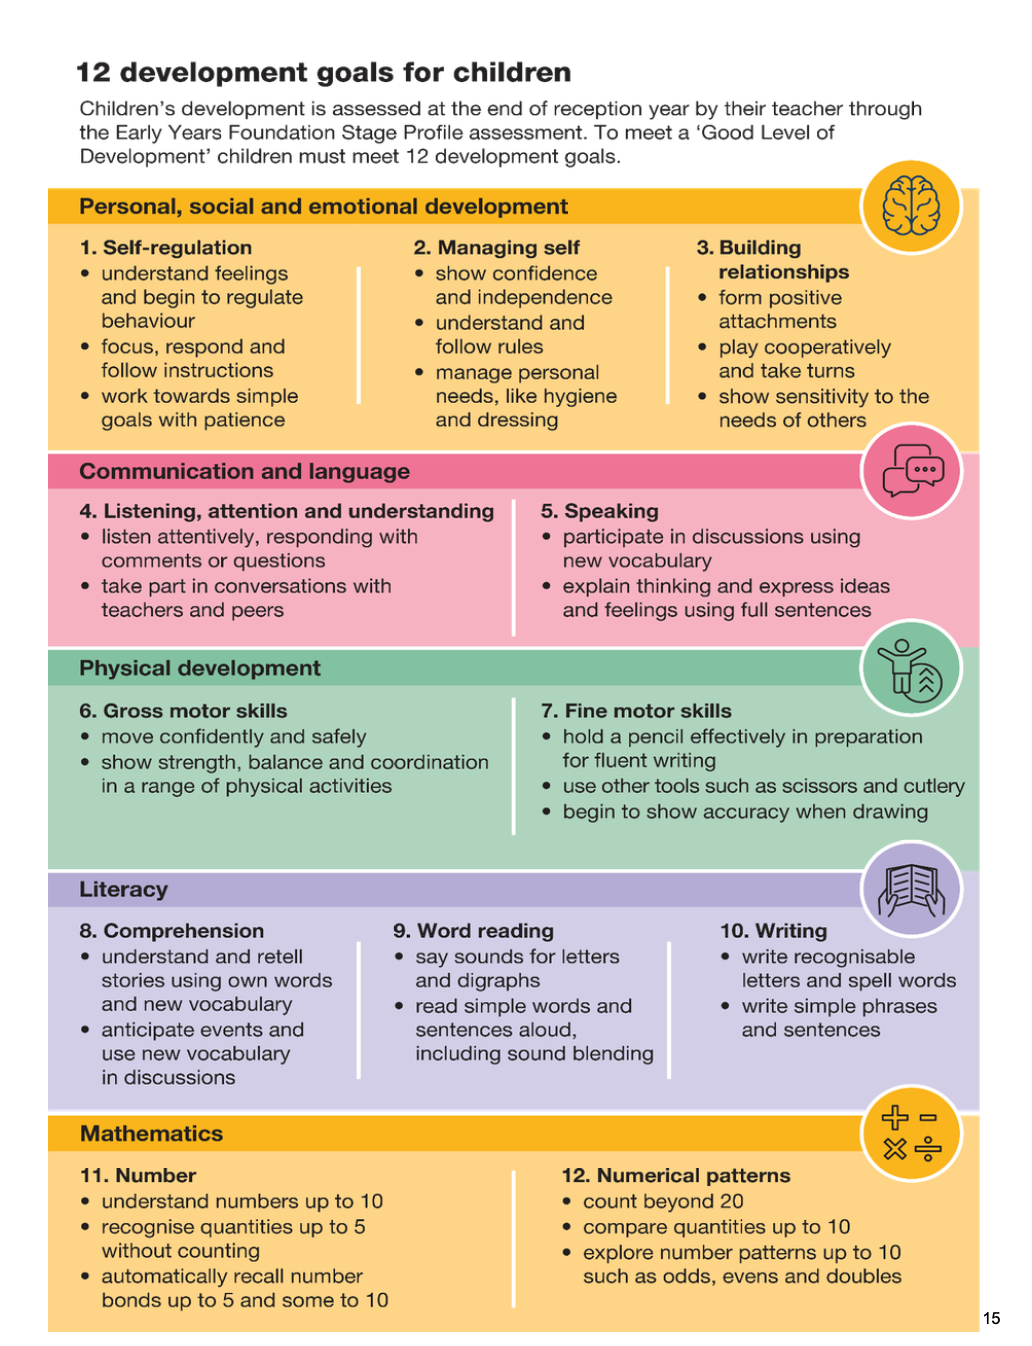 12 development goals for children
Children's development is assessed at the end of reception year by their teacher through
the Early Years Foundation Stage Profile assessment. To meet a ‘Good Level of
Development’ children must meet 12 development goals.
Personal, social and emotional development
1. Self-regulation
• understand feelings
and begin to regulate
behaviour
• focus, respond and
follow instructions
• work towards simple
goals with patience
2. Managing self
• show confidence
and independence
• understand and
follow rules
• manage personal
needs, like hygiene
and dressing
3. Building
relationships
• form positive
attachments
• play cooperatively
and take turns
• show sensitivity to the
needs of others
Communication and language
4. Listening, attention and understanding
• listen attentively, responding with
comments or questions
• take part in conversations with
teachers and peers
5. Speaking
• participate in discussions using
new vocabulary
• explain thinking and express ideas
and feelings using full sentences
Physical development
6. Gross motor skills
• move confidently and safely
• show strength, balance and coordination
in a range of physical activities
7. Fine motor skills
• hold a pencil effectively in preparation
for fluent writing
• use other tools such as scissors and cutlery
• begin to show accuracy when drawing
Literacy
8. Comprehension
• understand and retell
stories using own words
and new vocabulary
• anticipate events and
use new vocabulary
in discussions
9. Word reading
• say sounds for letters
and digraphs
• read simple words and
sentences aloud,
including sound blending
10. Writing
• write recognisable
letters and spell words
• write simple phrases
and sentences
Mathematics
11. Number
• understand numbers up to 10
• recognise quantities up to 5
without counting
• automatically recall number
bonds up to 5 and some to 10
12. Numerical patterns
• count beyond 20
• compare quantities up to 10
• explore number patterns up to 10
such as odds, evens and doubles
15